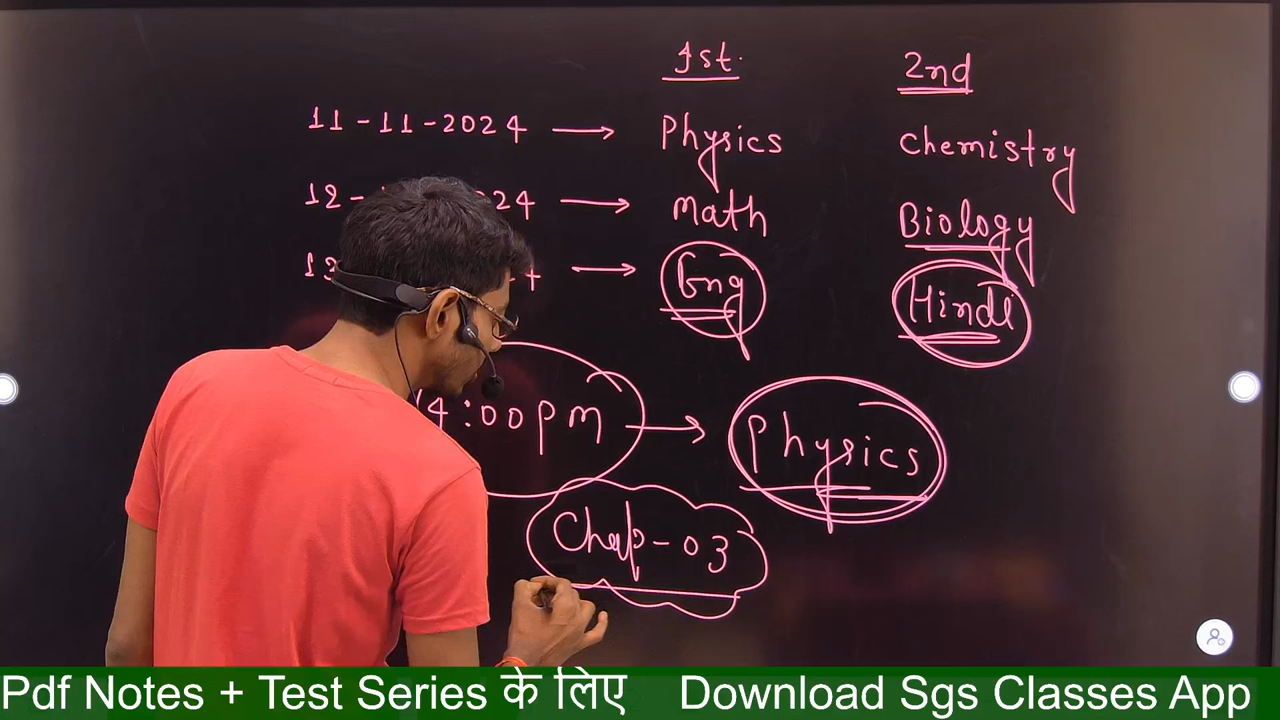 1st. 2nd
11-11-2024 → Physics Chemistry
12- 24 → Math Biology
13 → Eng Hindi
4:00pm → Physics
Chap-03
Pdf Notes + Test Series के लिए Download Sgs Classes App